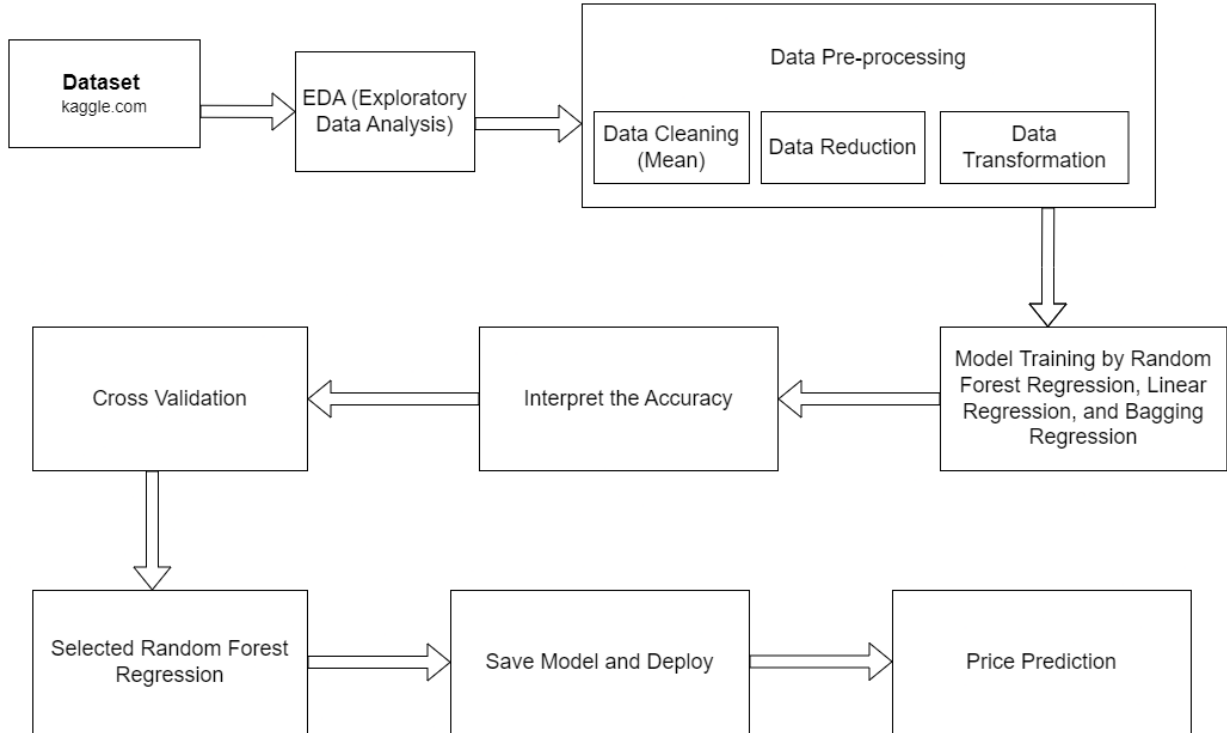 Dataset
kaggle.com
EDA (Exploratory
Data Analysis)
Data Pre-processing
Data Cleaning
(Mean)
Data Reduction
Data
Transformation
Model Training by Random
Forest Regression, Linear
Regression, and Bagging
Regression
Interpret the Accuracy
Cross Validation
Selected Random Forest
Regression
Save Model and Deploy
Price Prediction